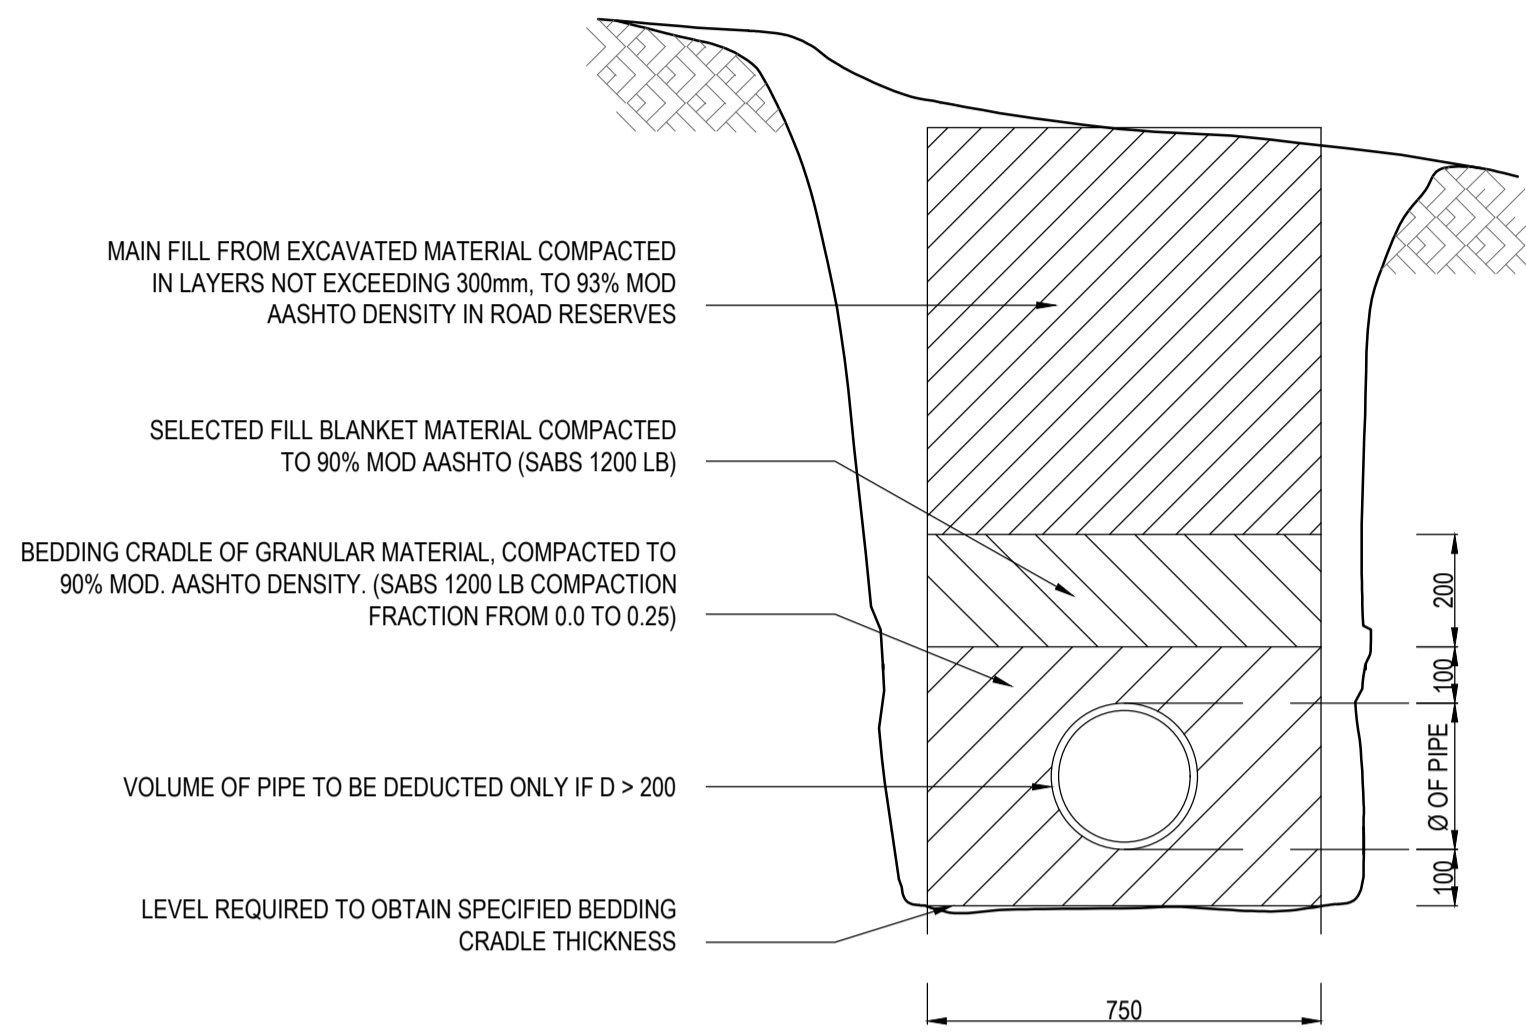 MAIN FILL FROM EXCAVATED MATERIAL COMPACTED
IN LAYERS NOT EXCEEDING 300mm, TO 93% MOD
AASHTO DENSITY IN ROAD RESERVES
SELECTED FILL BLANKET MATERIAL COMPACTED
TO 90% MOD AASHTO (SABS 1200 LB)
BEDDING CRADLE OF GRANULAR MATERIAL, COMPACTED TO
90% MOD. AASHTO DENSITY. (SABS 1200 LB COMPACTION
FRACTION FROM 0.0 TO 0.25)
VOLUME OF PIPE TO BE DEDUCTED ONLY IF D > 200
LEVEL REQUIRED TO OBTAIN SPECIFIED BEDDING
CRADLE THICKNESS
200
100
Ø OF PIPE
100
750